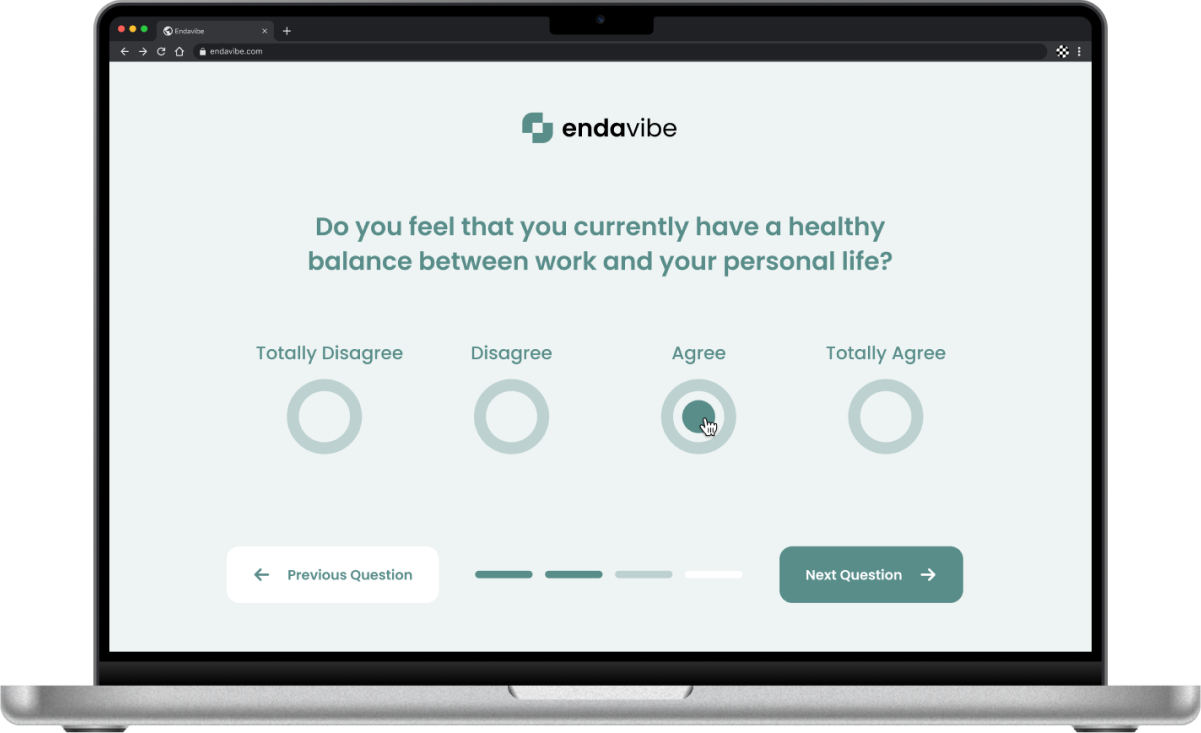 Endavibe
endavibe.com
endavibe
Do you feel that you currently have a healthy
balance between work and your personal life?
Totally Disagree Disagree Agree Totally Agree
Previous Question Next Question